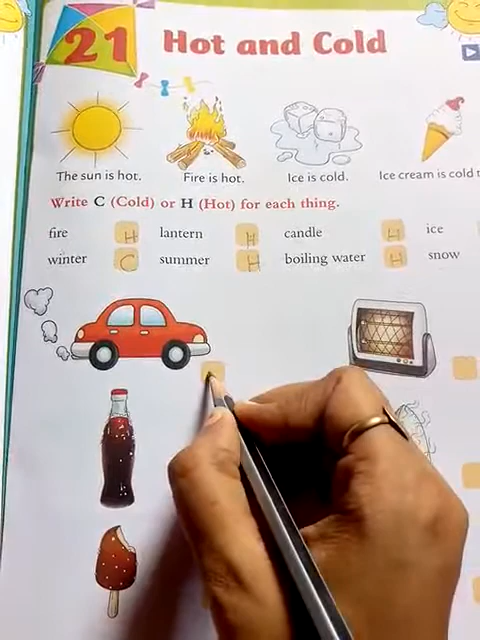 21 Hot and Cold
The sun is hot. Fire is hot. Ice is cold. Ice cream is cold
Write C (Cold) or H (Hot) for each thing.
fire H lantern H candle H ice
winter C summer H boiling water H snow